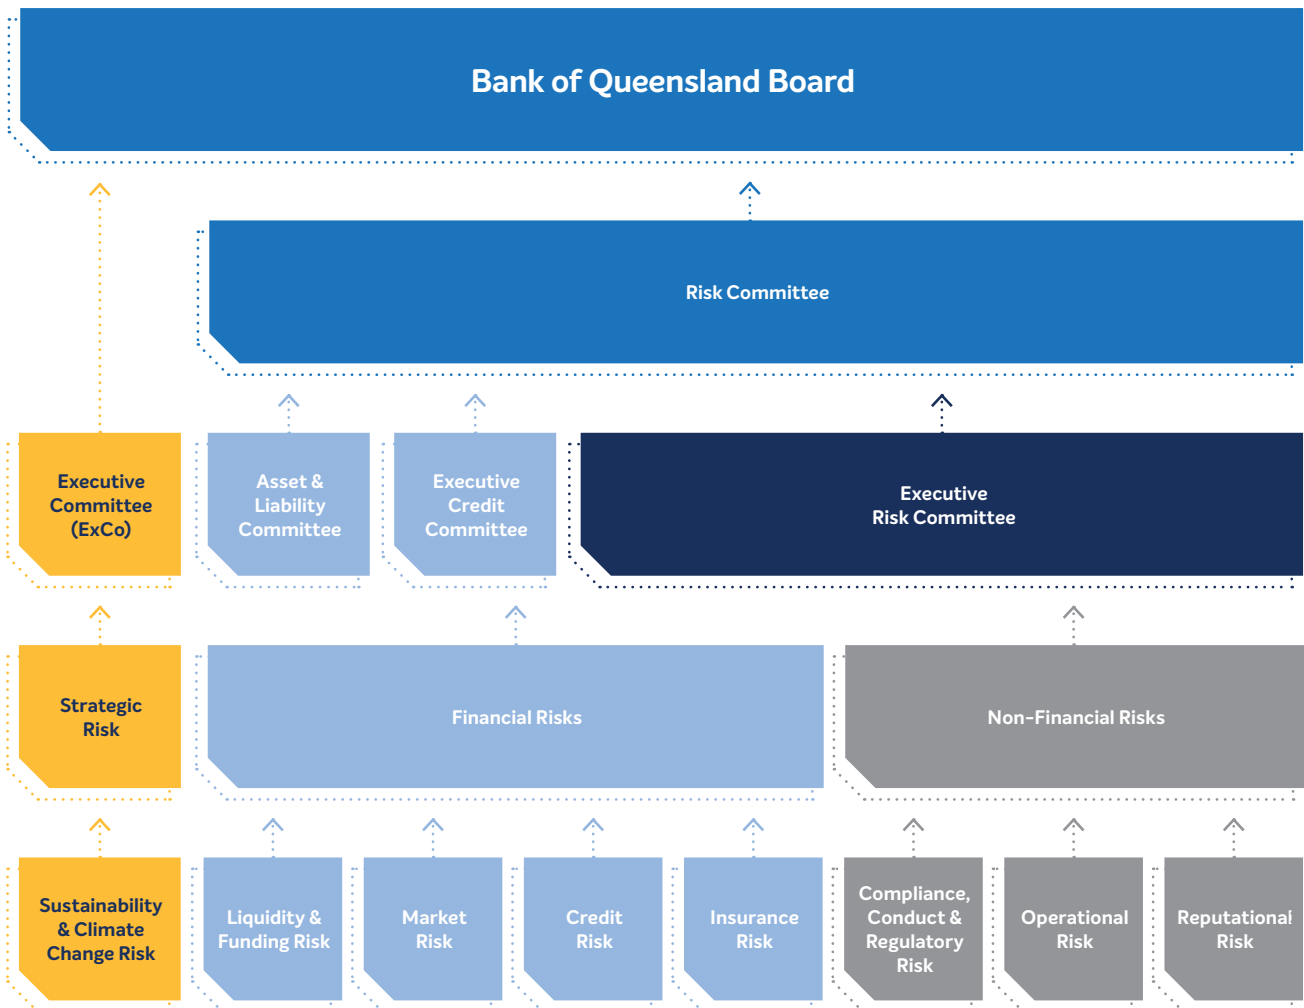 Bank of Queensland Board
Risk Committee
Executive
Committee
(ExCo)
Asset &
Liability
Committee
Executive
Credit
Committee
Executive
Risk Committee
Strategic
Risk
Financial Risks
Non-Financial Risks
Sustainability
& Climate
Change Risk
Liquidity &
Funding Risk
Market
Risk
Credit
Risk
Insurance
Risk
Compliance,
Conduct &
Regulatory
Risk
Operational
Risk
Reputational
Risk